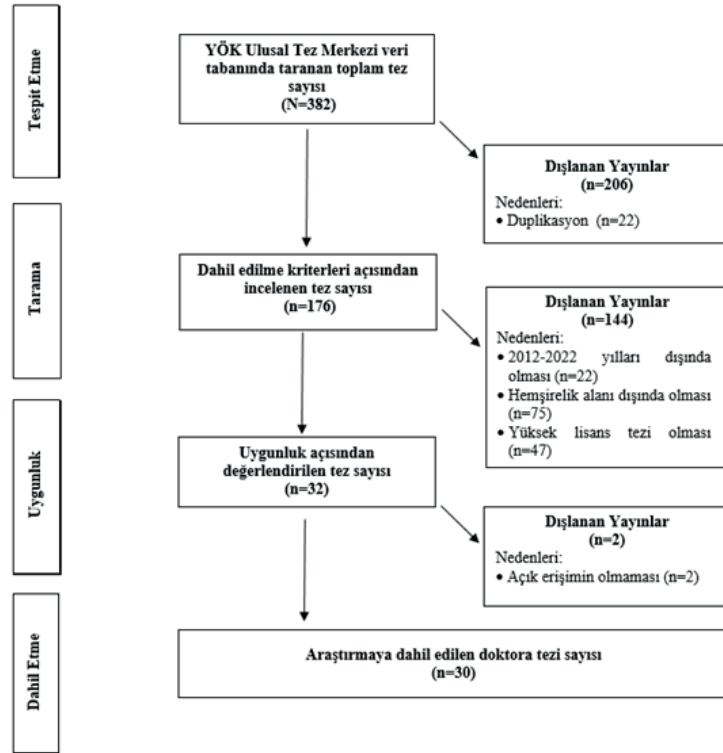 Tespit Etme
YÖK Ulusal Tez Merkezi veri
tabanında taranan toplam tez
sayısı
(N=382)
Dışlanan Yayınlar
(n=206)
Nedenleri:
• Duplikasyon (n=22)
Tarama
Dahil edilme kriterleri açısından
incelenen tez sayısı
(n=176)
Dışlanan Yayınlar
(n=144)
Nedenleri:
• 2012-2022 yılları dışında
olması (n=22)
• Hemşirelik alanı dışında olması
(n=75)
• Yüksek lisans tezi olması
(n=47)
Uygunluk
Uygunluk açısından
değerlendirilen tez sayısı
(n=32)
Dışlanan Yayınlar
(n=2)
Nedenleri:
• Açık erişimin olmaması (n=2)
Dahil Etme
Araştırmaya dahil edilen doktora tezi sayısı
(n=30)